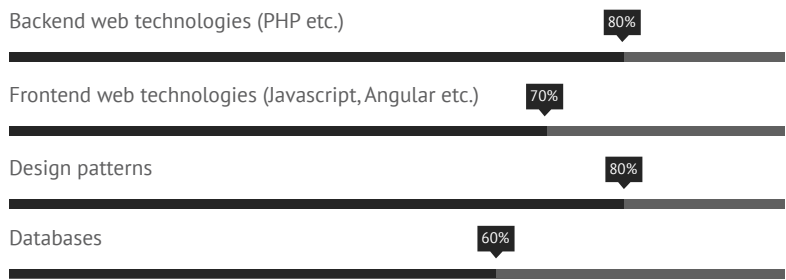 Backend web technologies (PHP etc.) 80%
Frontend web technologies (Javascript, Angular etc.) 70%
Design patterns 80%
Databases 60%